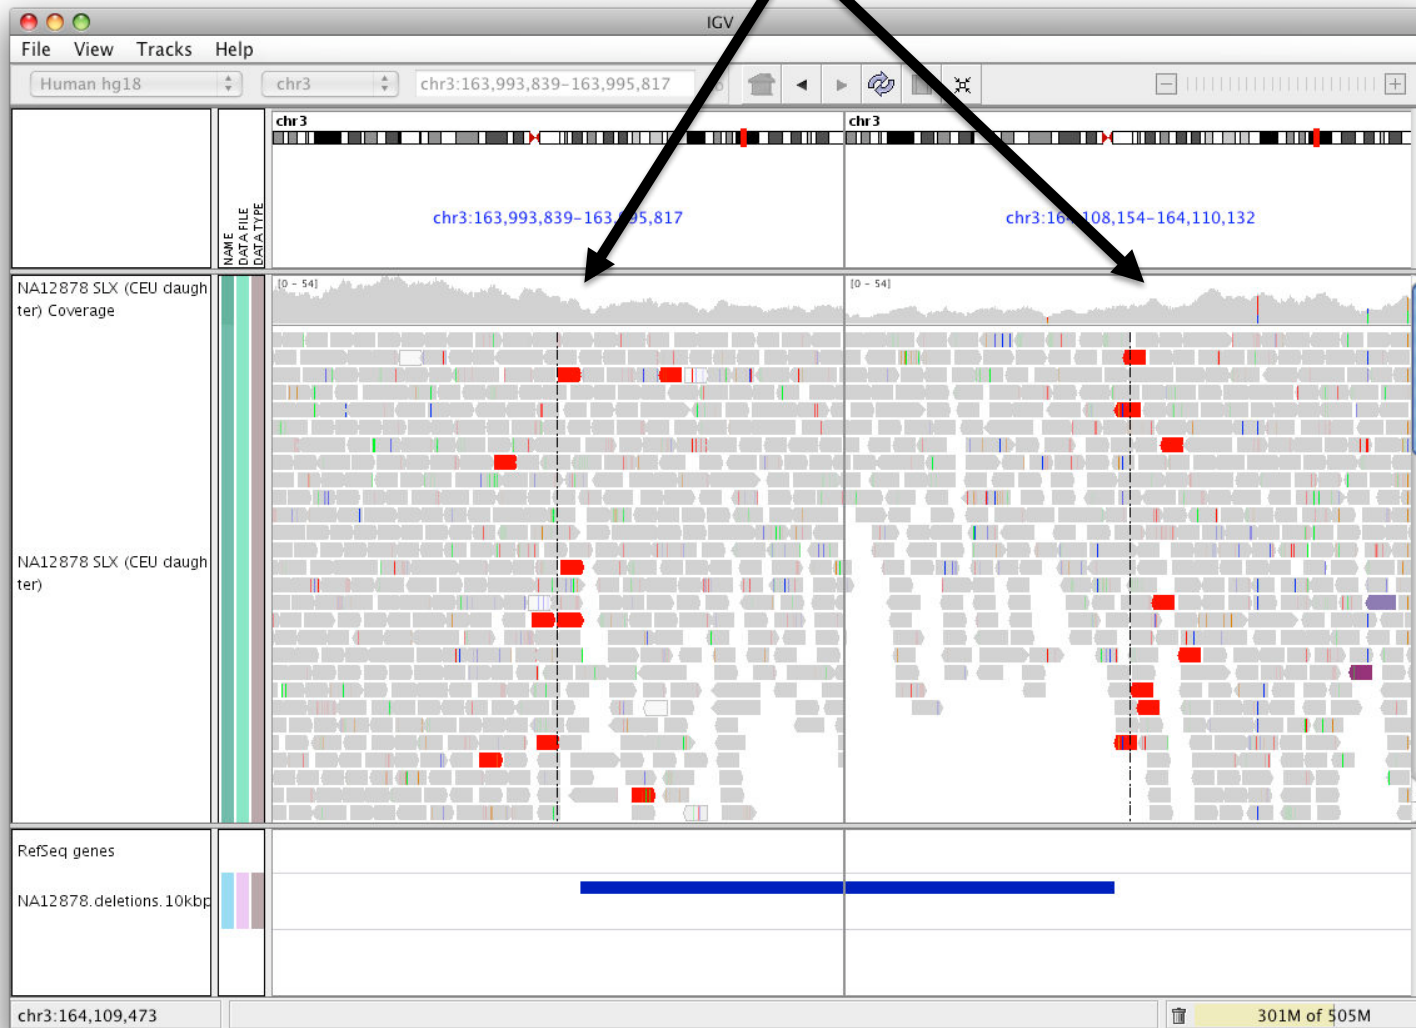 IGV
File View Tracks Help
Human hg18 chr3 chr3:163,993,839-163,995,817
chr3 chr3
NAME
DATA FILE
DATA TYPE
chr3:163,993,839-163,995,817
chr3:164,108,154-164,110,132
NA12878 SLX (CEU daugh
ter) Coverage
[0 - 54] [0 - 54]
NA12878 SLX (CEU daugh
ter)
RefSeq genes
NA12878.deletions.10kbp
chr3:164,109,473 301M of 505M